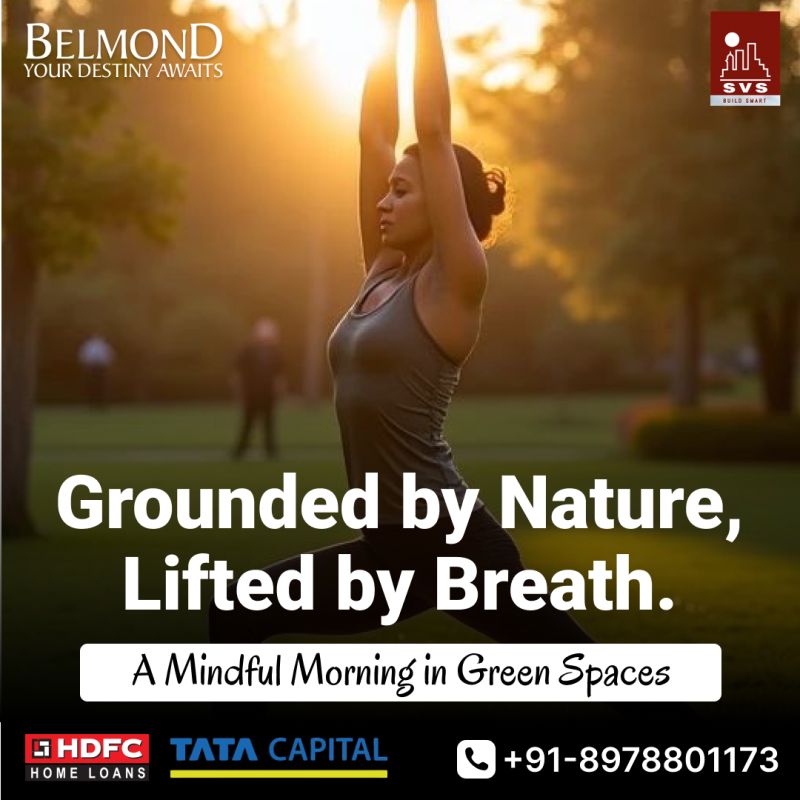 BELMOND
YOUR DESTINY AWAITS
SVS
BUILD SMART
Grounded by Nature,
Lifted by Breath.
A Mindful Morning in Green Spaces
HDFC
HOME LOANS
TATA CAPITAL
+91-8978801173